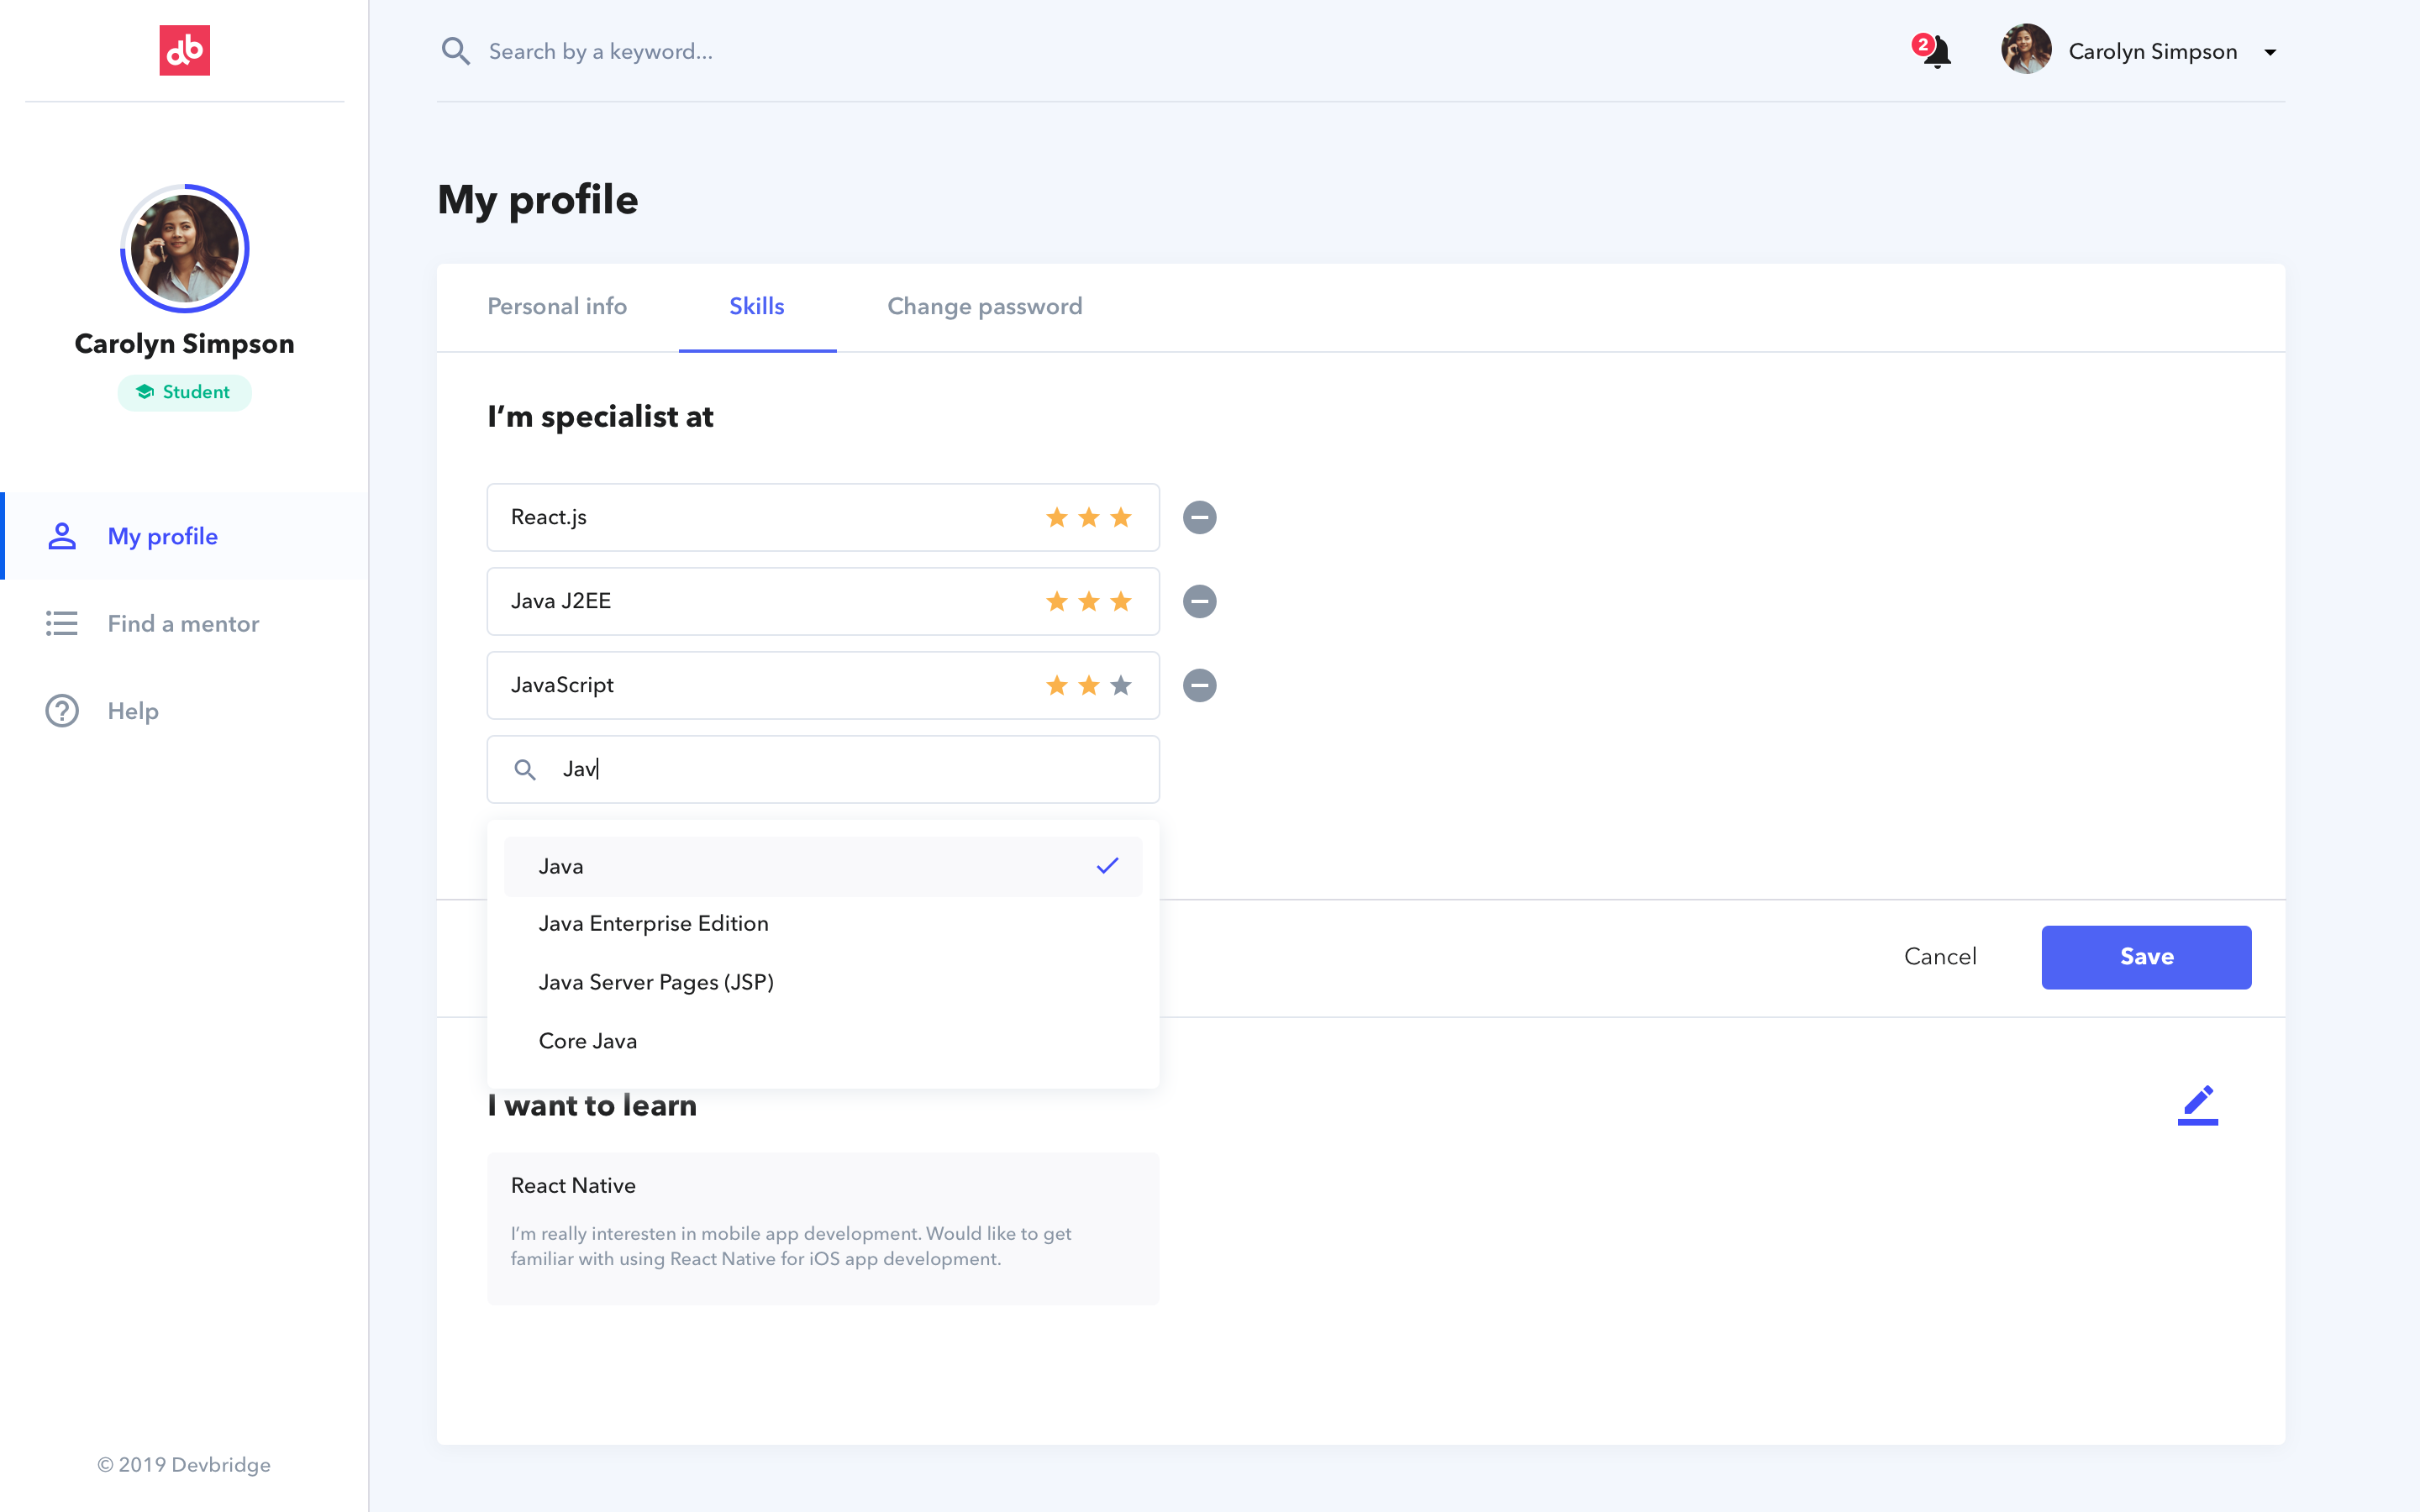 db
Search by a keyword...
2
Carolyn Simpson
Carolyn Simpson
Student
My profile
Find a mentor
Help
© 2019 Devbridge
My profile
Personal info
Skills
Change password
I’m specialist at
React.js
Java J2EE
JavaScript
Jav
Java
Java Enterprise Edition
Java Server Pages (JSP)
Core Java
Cancel
Save
I want to learn
React Native
I’m really interesten in mobile app development. Would like to get
familiar with using React Native for iOS app development.